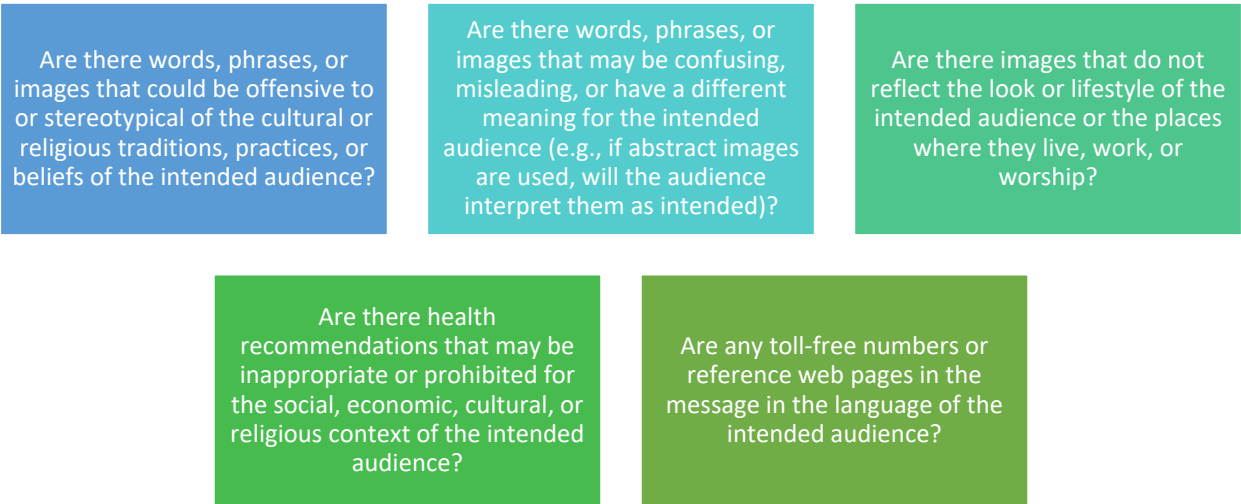 Are there words, phrases, or
images that could be offensive to
or stereotypical of the cultural or
religious traditions, practices, or
beliefs of the intended audience?
Are there words, phrases, or
images that may be confusing,
misleading, or have a different
meaning for the intended
audience (e.g., if abstract images
are used, will the audience
interpret them as intended)?
Are there images that do not
reflect the look or lifestyle of the
intended audience or the places
where they live, work, or
worship?
Are there health
recommendations that may be
inappropriate or prohibited for
the social, economic, cultural, or
religious context of the intended
audience?
Are any toll-free numbers or
reference web pages in the
message in the language of the
intended audience?